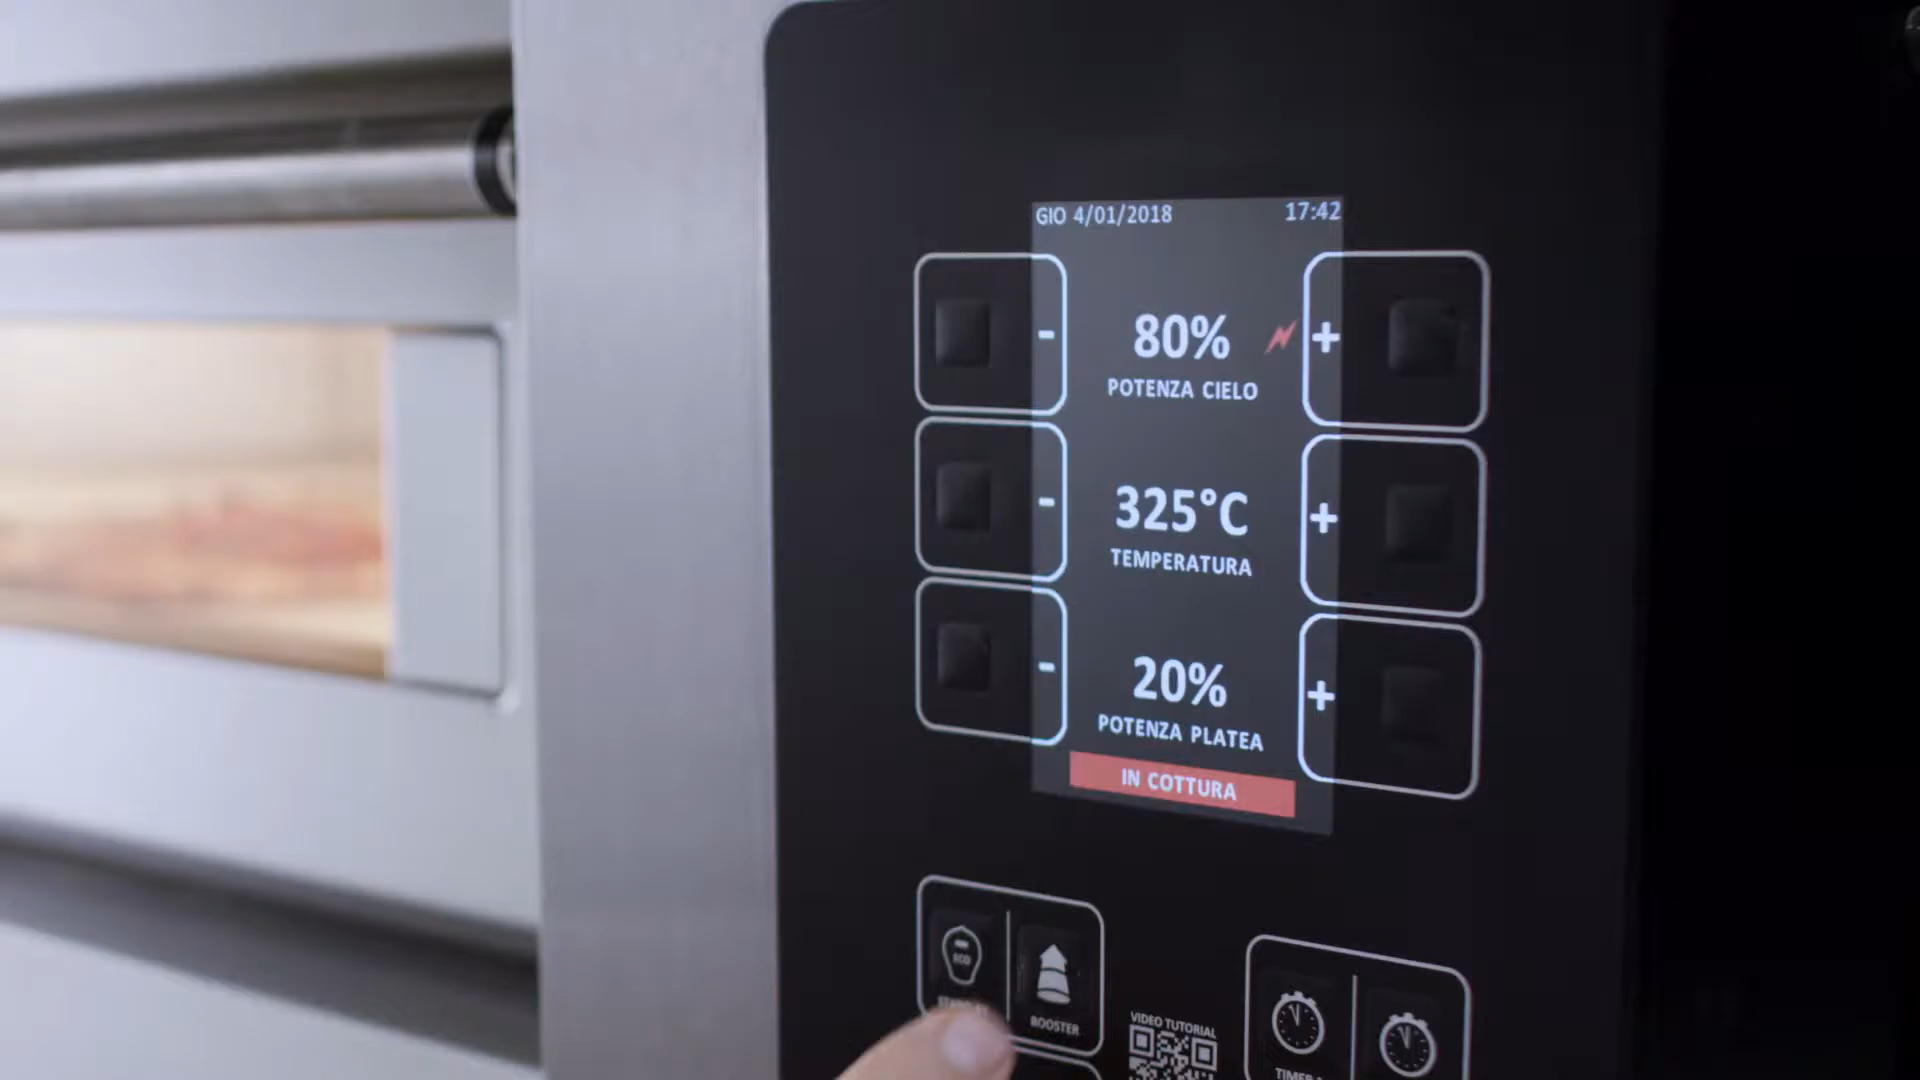 GIO 4/01/2018 17:42
- 80% +
POTENZA CIELO
- 325°C +
TEMPERATURA
- 20% +
POTENZA PLATEA
IN COTTURA
ECO
BOOSTER
VIDEO TUTORIAL